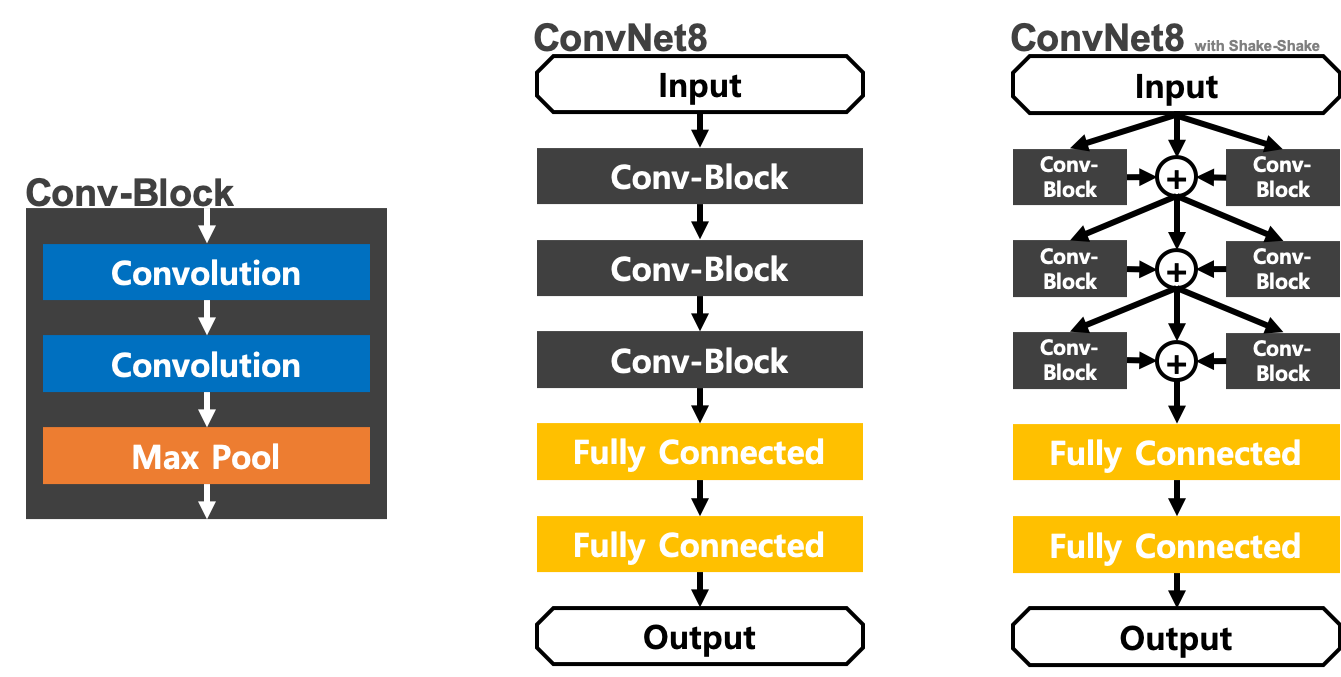 Conv-Block
Convolution
Convolution
Max Pool
ConvNet8
Input
Conv-Block
Conv-Block
Conv-Block
Fully Connected
Fully Connected
Output
ConvNet8 with Shake-Shake
Input
Conv-
Block
+
Conv-
Block
Conv-
Block
+
Conv-
Block
Conv-
Block
+
Conv-
Block
Fully Connected
Fully Connected
Output